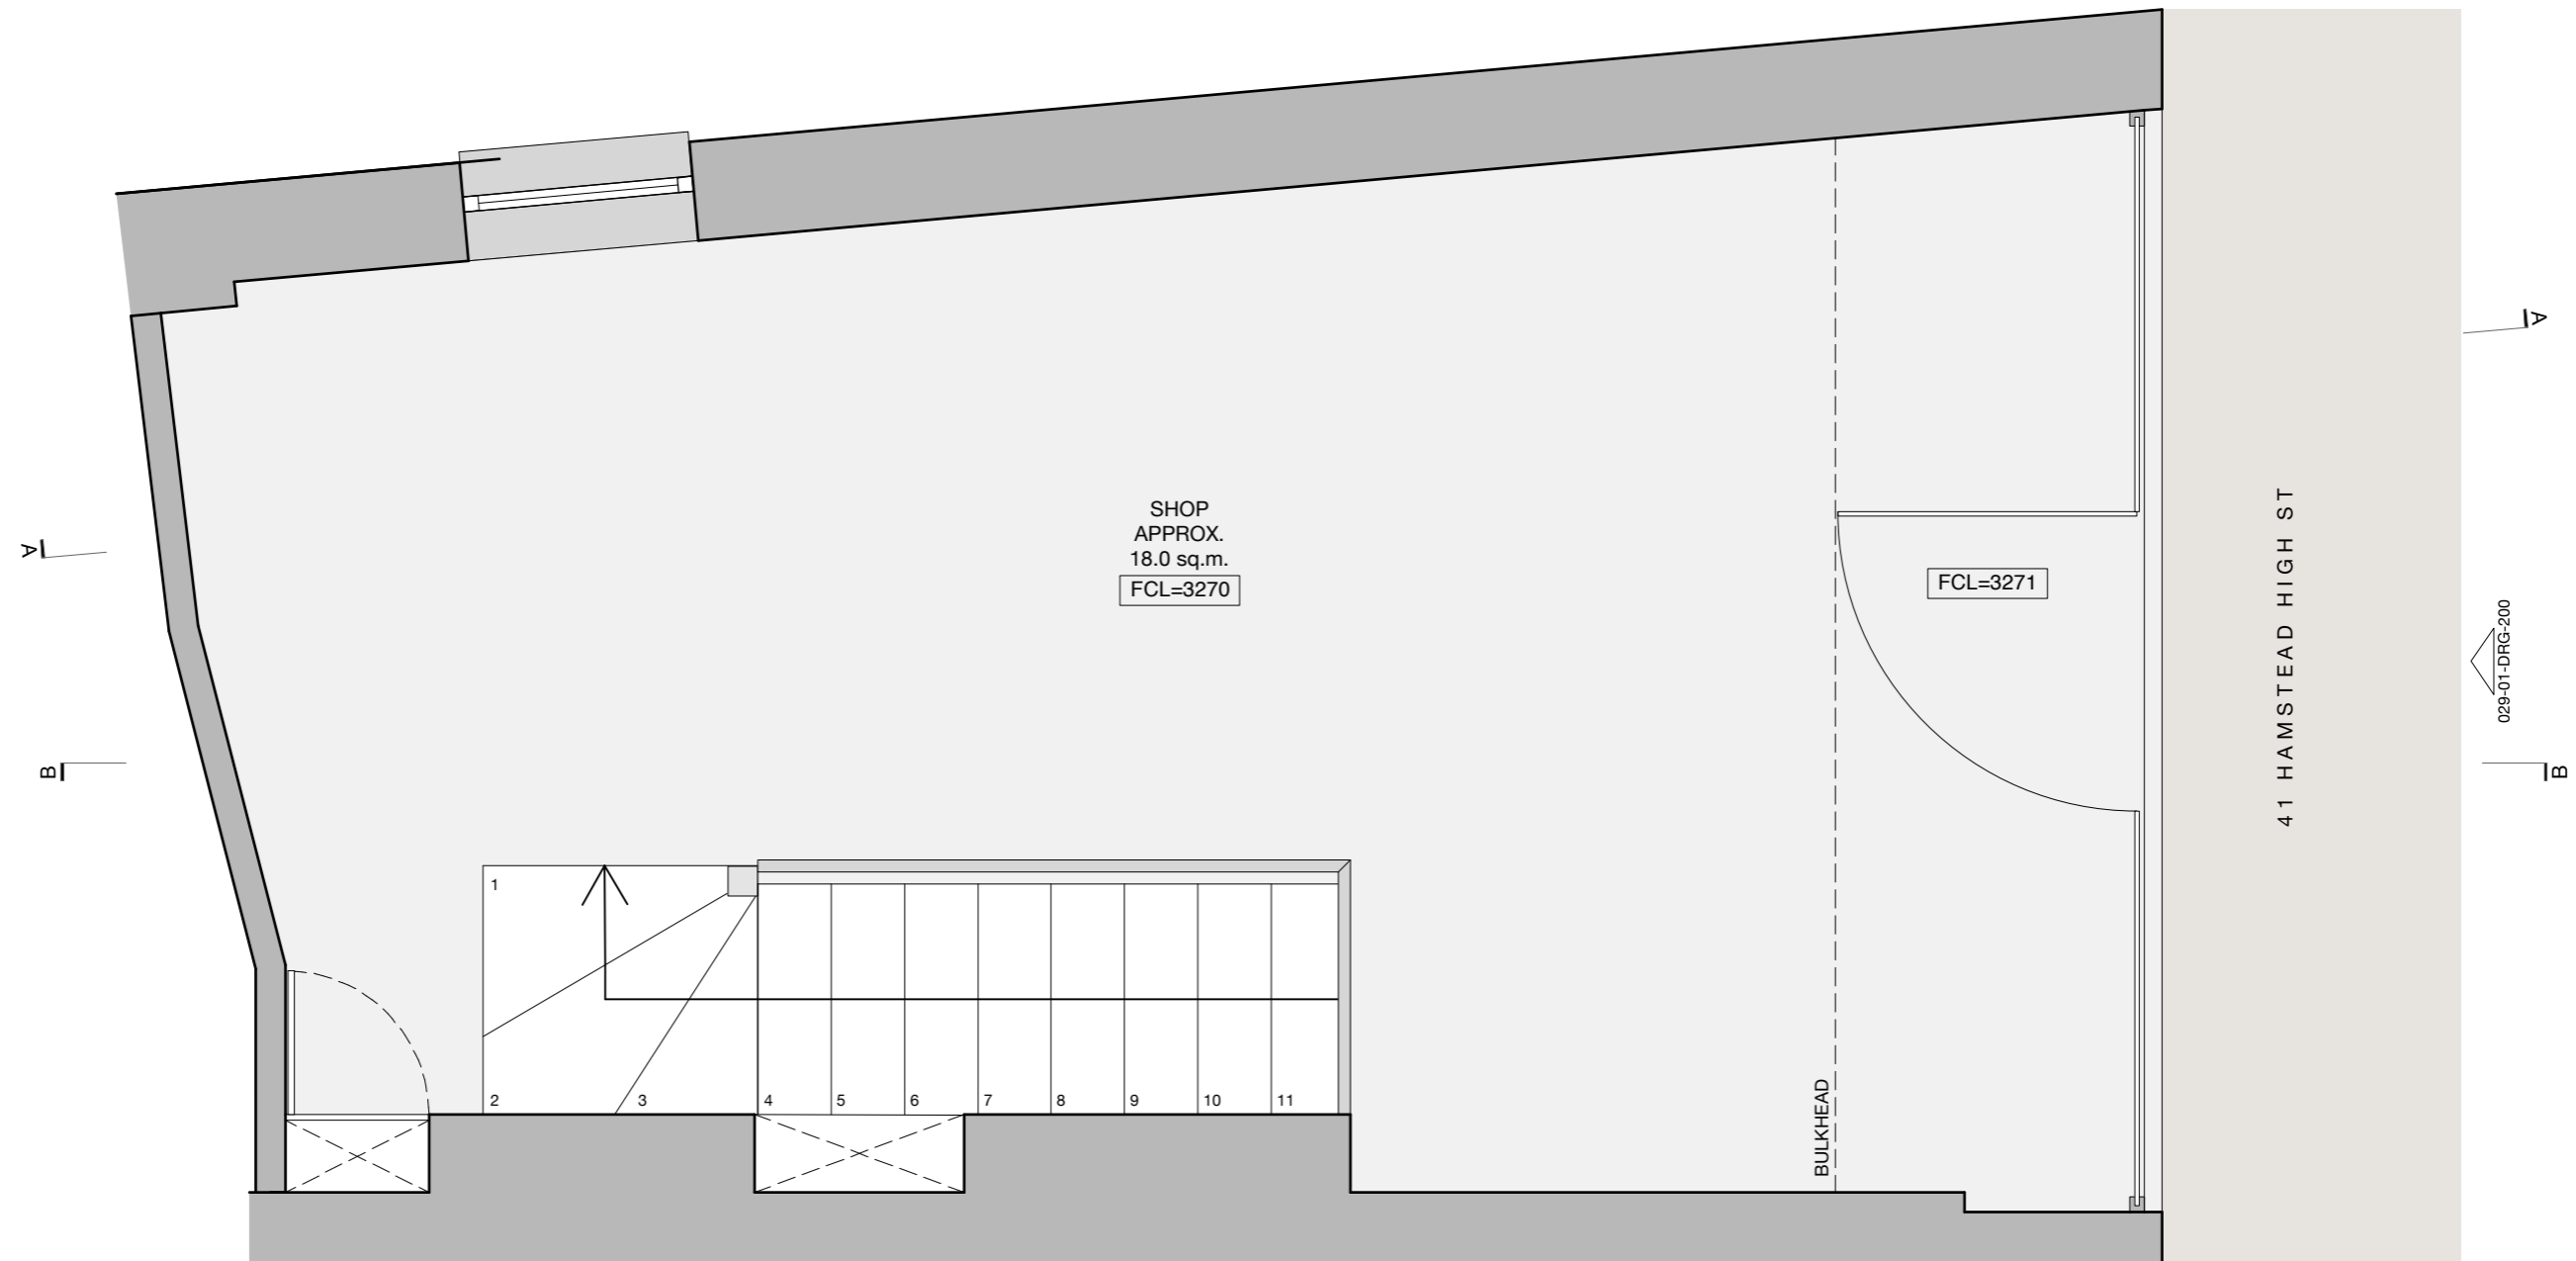 A
A
SHOP
APPROX.
18.0 sq.m.
FCL=3270
FCL=3271
41 HAMSTEAD HIGH ST
029-01-DRG-200
B
B
1
2
3
4
5
6
7
8
9
10
11
BULKHEAD